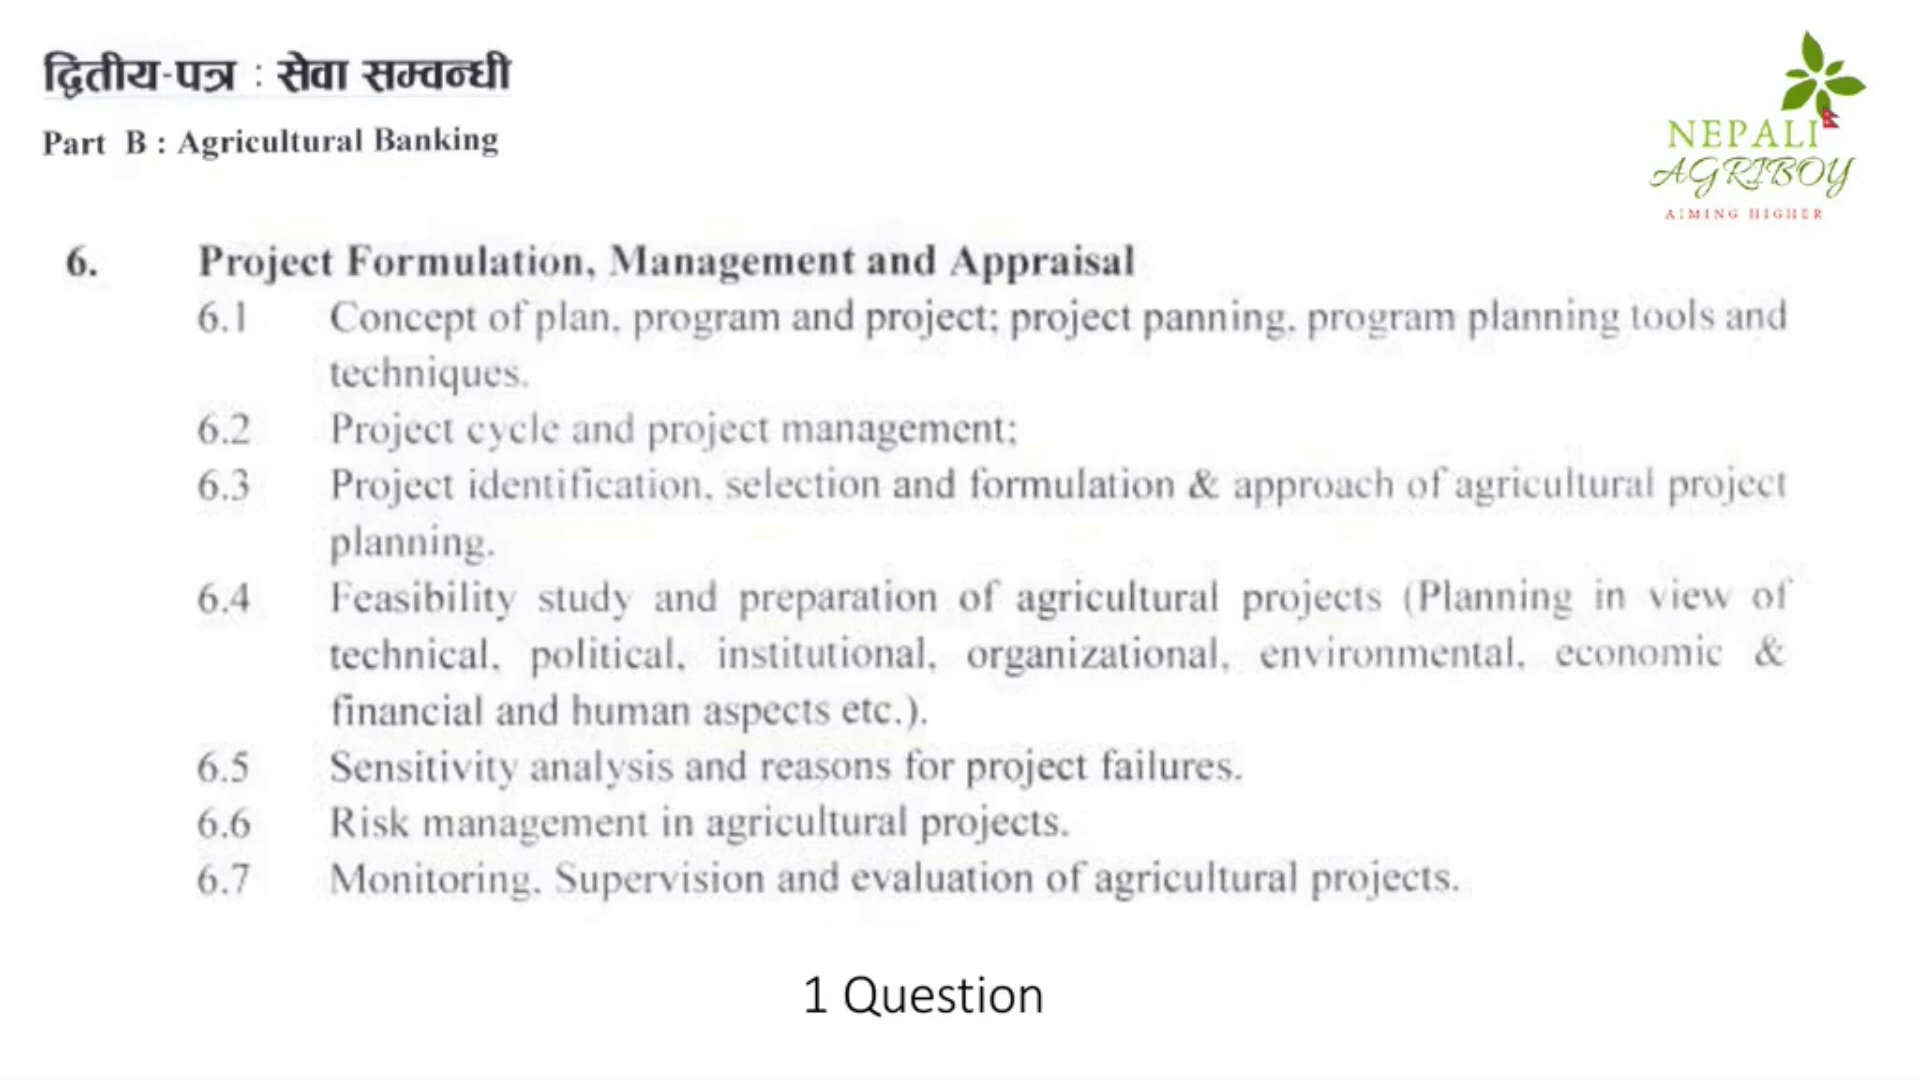 द्वितीय-पत्र : सेवा सम्वन्धी
Part B : Agricultural Banking
NEPALI
AGRIBOY
AIMING HIGHER
6. Project Formulation, Management and Appraisal
6.1 Concept of plan, program and project; project panning, program planning tools and
techniques.
6.2 Project cycle and project management;
6.3 Project identification, selection and formulation & approach of agricultural project
planning.
6.4 Feasibility study and preparation of agricultural projects (Planning in view of
technical, political, institutional, organizational, environmental, economic &
financial and human aspects etc.).
6.5 Sensitivity analysis and reasons for project failures.
6.6 Risk management in agricultural projects.
6.7 Monitoring, Supervision and evaluation of agricultural projects.
1 Question